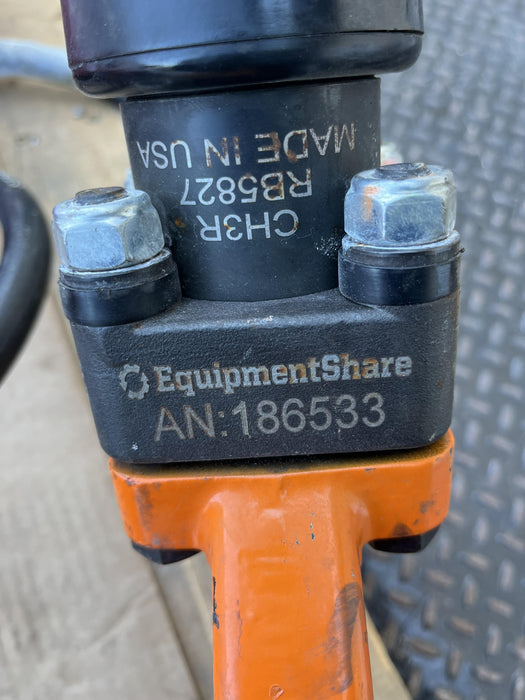 CH3R
RB5827
MADE IN USA
EquipmentShare
AN:186533